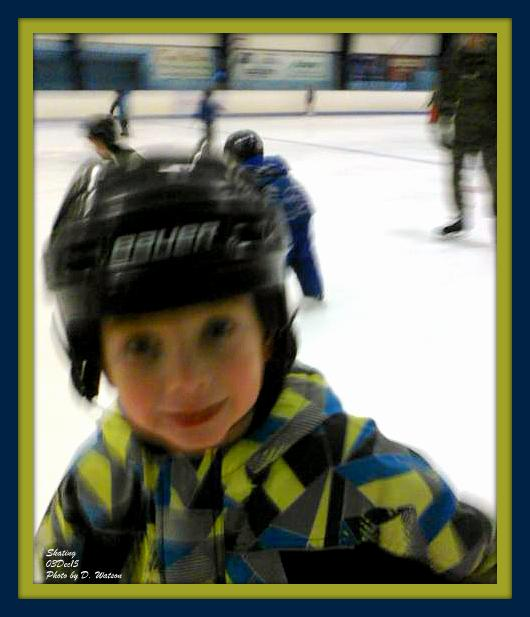 BAUER
Skating
03Dec15
Photo by D. Watson